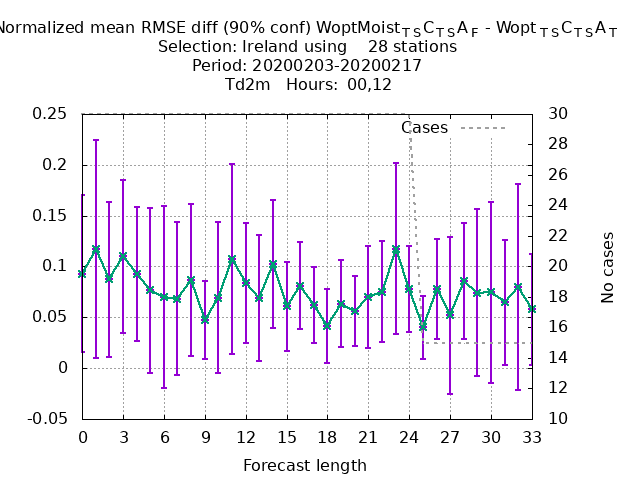 Normalized mean RMSE diff (90% conf) WoptMoist_TSC_TSA_F - Wopt_TSC_TSA_T
Selection: Ireland using 28 stations
Period: 20200203-20200217
Td2m Hours: 00,12
Cases
0.25
0.2
0.15
0.1
0.05
0
-0.05
30
28
26
24
22
20
18
16
14
12
10
No cases
0 3 6 9 12 15 18 21 24 27 30 33
Forecast length